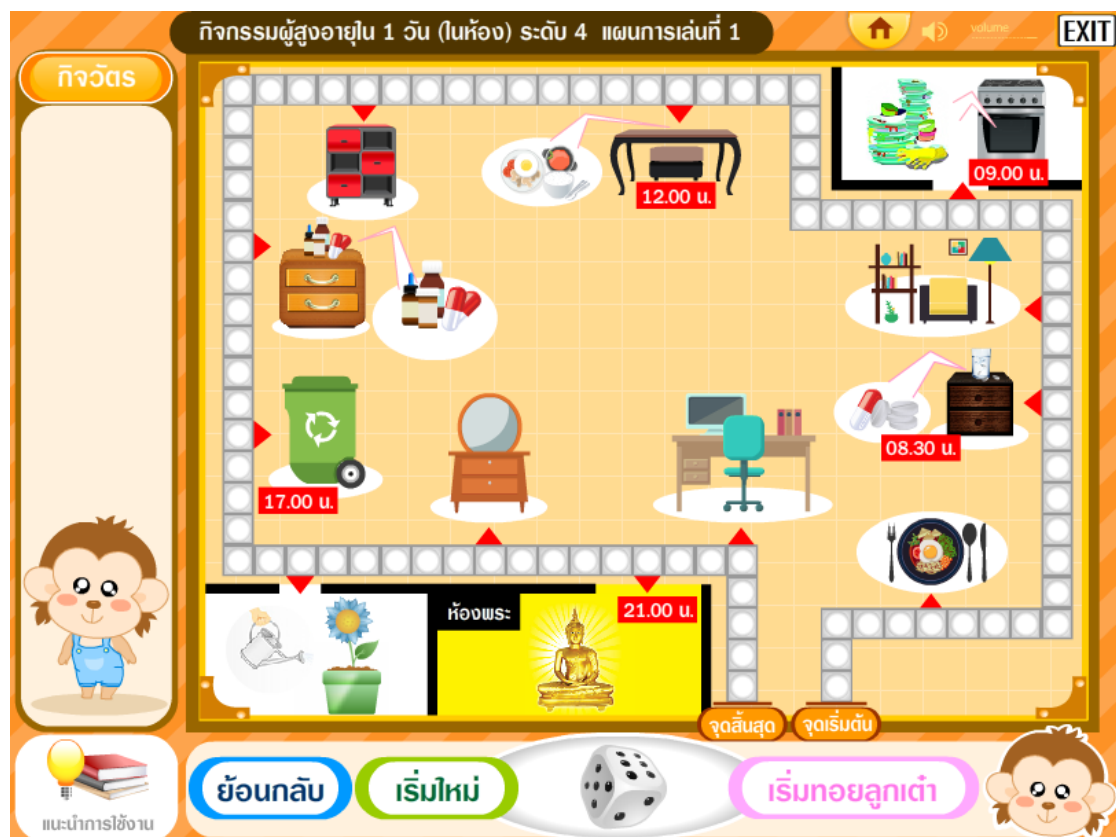 กิจกรรมผู้สูงอายุใน 1 วัน (ในห้อง) ระดับ 4 แผนการเล่นที่ 1
volume
EXIT
กิจวัตร
09.00 น.
12.00 น.
08.30 น.
17.00 น.
ห้องพระ
21.00 น.
จุดสิ้นสุด
จุดเริ่มต้น
ย้อนกลับ
เริ่มใหม่
เริ่มทอยลูกเต๋า
แนะนำการใช้งาน